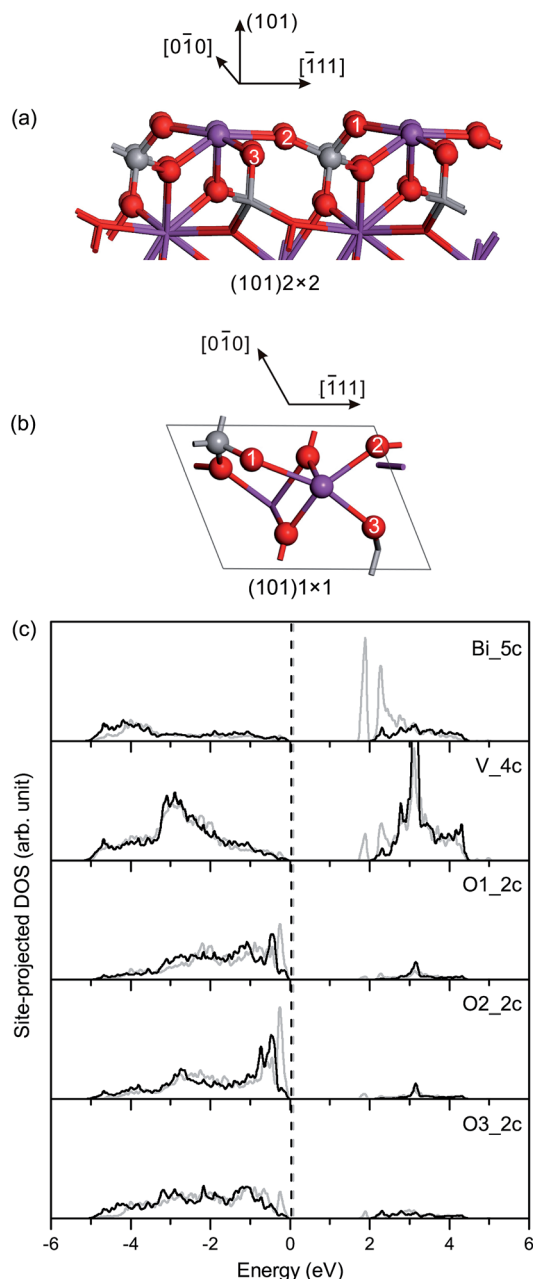 (101)
[01̄0]
[1̄11]
(a)
1
2
3
(101)2×2
[01̄0]
[1̄11]
(b)
1
2
3
(101)1×1
(c)
Bi_5c
V_4c
O1_2c
O2_2c
O3_2c
Site-projected DOS (arb. unit)
-6 -4 -2 0 2 4 6
Energy (eV)